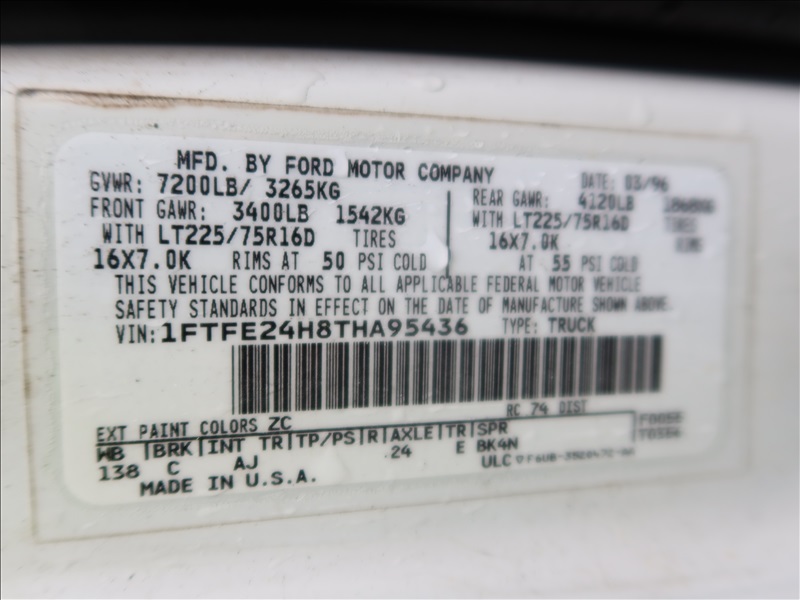 MFD. BY FORD MOTOR COMPANY
DATE: 03/96
GVWR: 7200LB/ 3265KG
FRONT GAWR: 3400LB 1542KG
WITH LT225/75R16D TIRES
16X7.0K RIMS AT 50 PSI COLD
REAR GAWR: 4120LB
WITH LT225/75R16D TIRES
16X7.0K RIMS
AT 55 PSI COLD
THIS VEHICLE CONFORMS TO ALL APPLICABLE FEDERAL MOTOR VEHICLE
SAFETY STANDARDS IN EFFECT ON THE DATE OF MANUFACTURE SHOWN ABOVE.
VIN: 1FTFE24H8THA95436 TYPE: TRUCK
EXT PAINT COLORS ZC RC 74 DIST
WB BRK INT TR TP/PS R AXLE TR SPR
138 C AJ 24 E BK4N
MADE IN U.S.A. ULC